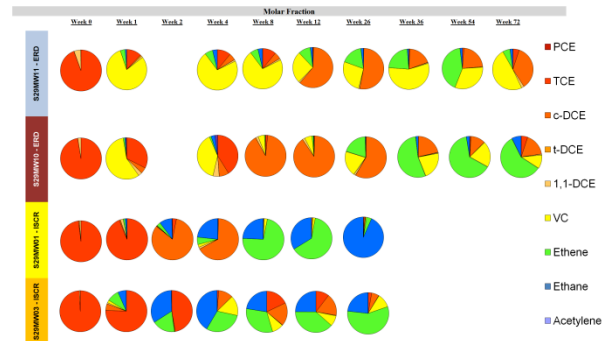 Molar Fraction
Week 0 Week 1 Week 2 Week 4 Week 8 Week 12 Week 26 Week 36 Week 54 Week 72
S29MW11 - ERD
S29MW10 - ERD
S29MW01 - ISCR
S29MW03 - ISCR
PCE
TCE
c-DCE
t-DCE
1,1-DCE
VC
Ethene
Ethane
Acetylene